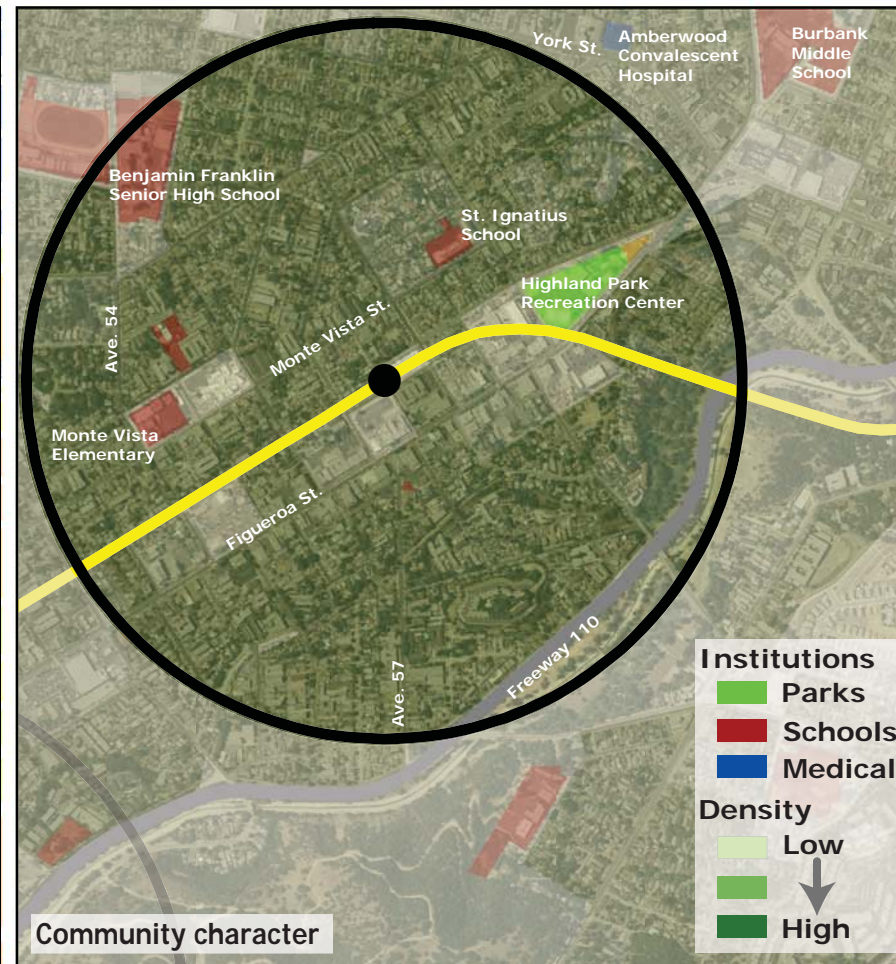 York St.
Amberwood
Convalescent
Hospital
Burbank
Middle
School
Benjamin Franklin
Senior High School
St. Ignatius
School
Highland Park
Recreation Center
Ave. 54
Monte Vista St.
Monte Vista
Elementary
Figueroa St.
Ave. 57
Freeway 110
Institutions
Parks
Schools
Medical
Density
Low
High
Community character